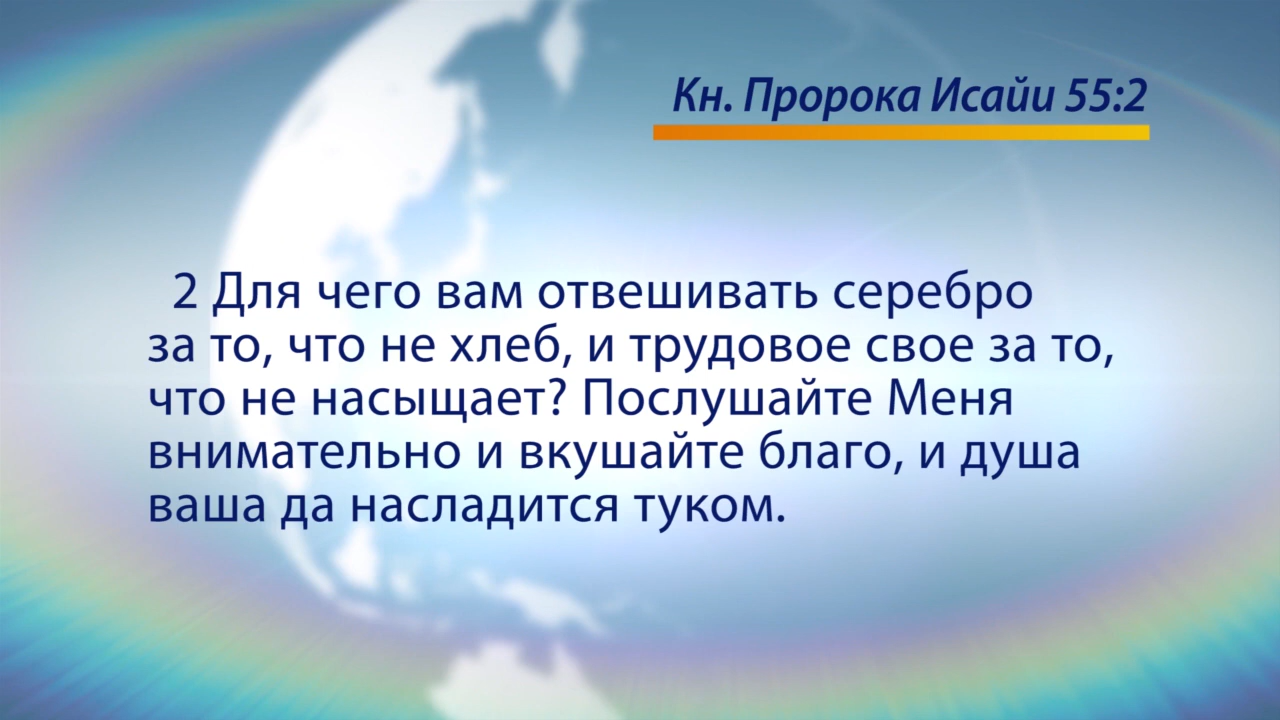 Кн. Пророка Исайи 55:2
2 Для чего вам отвешивать серебро
за то, что не хлеб, и трудовое свое за то,
что не насыщает? Послушайте Меня
внимательно и вкушайте благо, и душа
ваша да насладится туком.